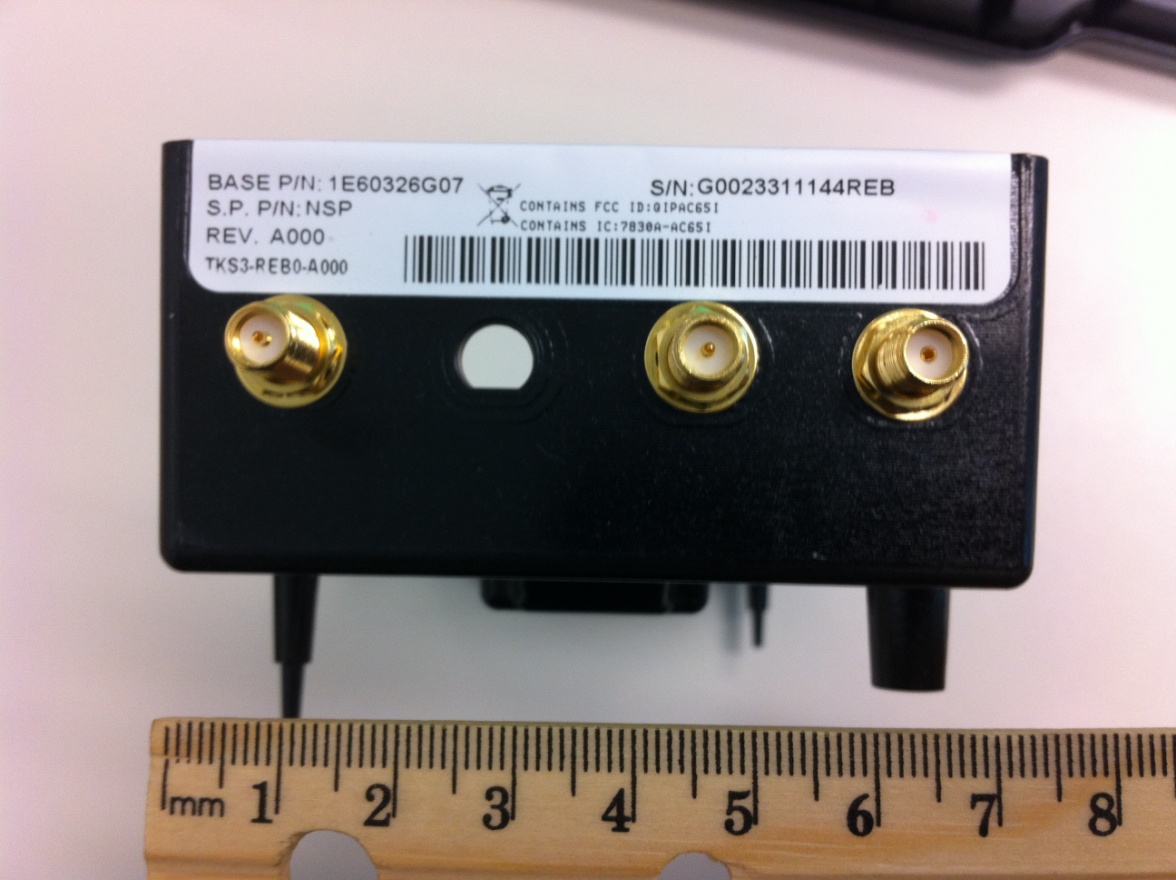 BASE P/N: 1E60326G07
S/N:G0023311144REB
S.P. P/N:NSP
CONTAINS FCC ID:QIPAC65I
REV. A000
CONTAINS IC:7830A-AC65I
TKS3-REB0-A000
mm 1 2 3 4 5 6 7 8